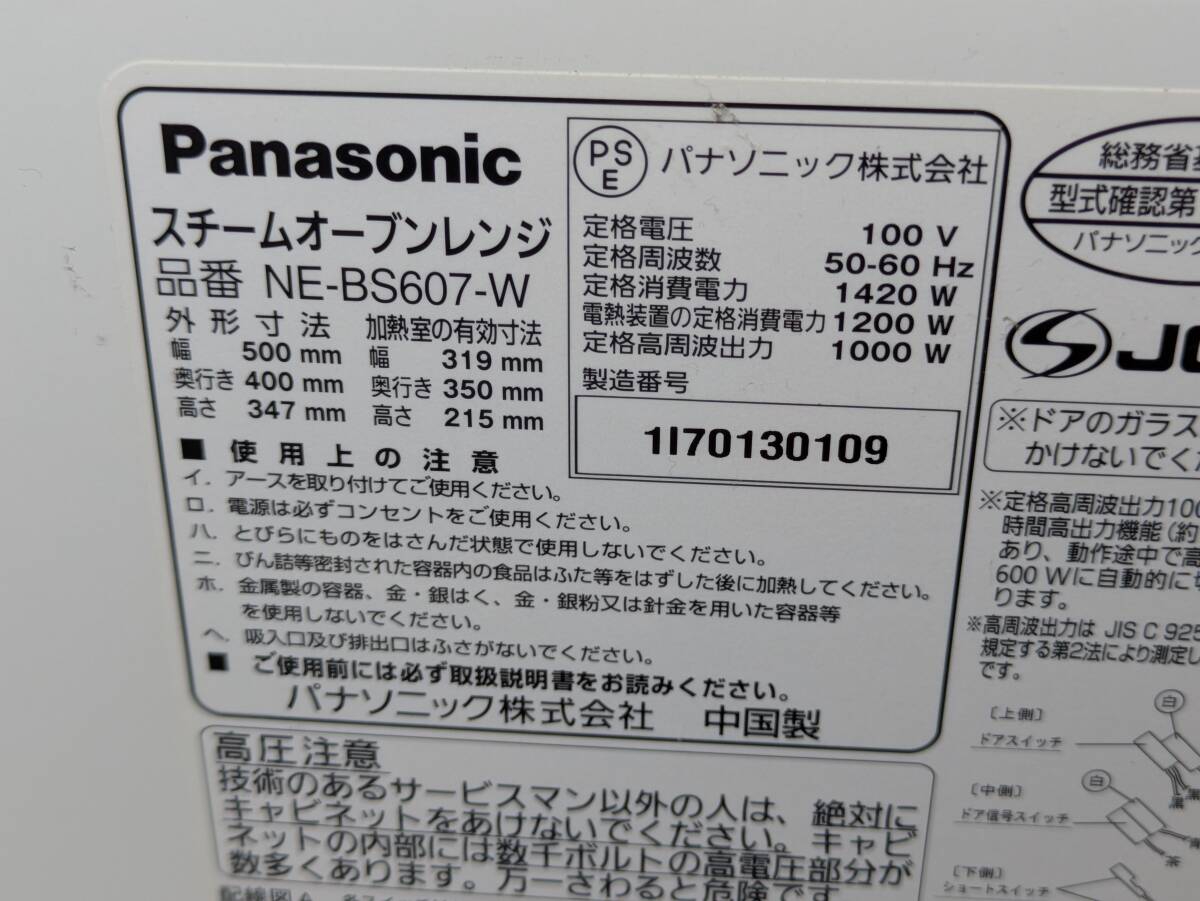 Panasonic
スチームオーブンレンジ
品番 NE-BS607-W
外形寸法 加熱室の有効寸法
幅 500 mm 幅 319 mm
奥行き 400 mm 奥行き 350 mm
高さ 347 mm 高さ 215 mm
PS
E
パナソニック株式会社
定格電圧 100 V
定格周波数 50-60 Hz
定格消費電力 1420 W
電熱装置の定格消費電力 1200 W
定格高周波出力 1000 W
製造番号
1I70130109
■ 使用上の注意
イ. アースを取り付けてご使用ください。
ロ. 電源は必ずコンセントをご使用ください。
ハ. とびらにものをはさんだ状態で使用しないでください。
ニ. びん詰等密封された容器内の食品はふた等をはずした後に加熱してください。
ホ. 金属製の容器、金・銀はく、金・銀粉又は針金を用いた容器等
を使用しないでください。
ヘ. 吸入口及び排出口はふさがないでください。
■ ご使用前には必ず取扱説明書をお読みください。
パナソニック株式会社 中国製
高圧注意
技術のあるサービスマン以外の人は、絶対に
キャビネットをあけないでください。キャビ
ネットの内部には数千ボルトの高電圧部分が
数多くあります。万一さわると危険です
配線図
総務省
型式確認第
パナソニック
※ドアのガラス
かけないでく
※定格高周波出力100
時間高出力機能(約
あり、動作途中で高
600 Wに自動的に
ります。
※高周波出力は JIS C 925
規定する第2法により測定し
です。
〔上側〕
ドアスイッチ
白
〔中側〕
ドア信号スイッチ
白
黒
茶
〔下側〕
ショートスイッチ